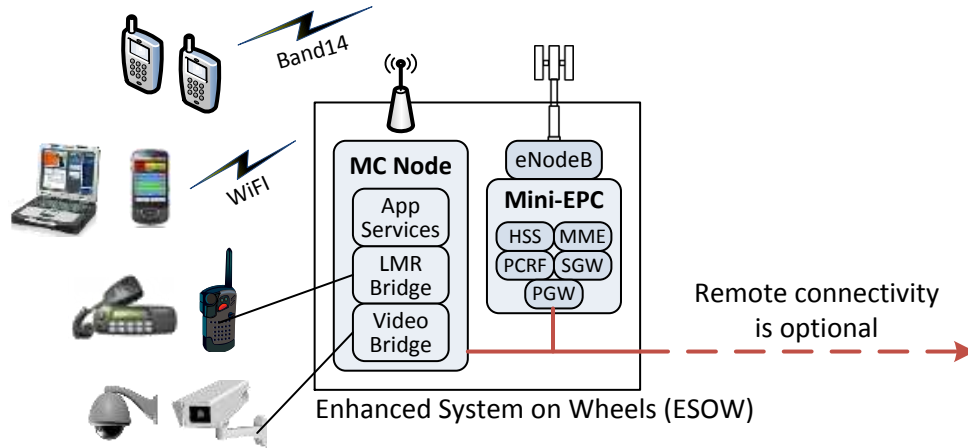 Band14
WiFI
MC Node
App
Services
LMR
Bridge
Video
Bridge
eNodeB
Mini-EPC
HSS MME
PCRF SGW
PGW
Remote connectivity
is optional
Enhanced System on Wheels (ESOW)